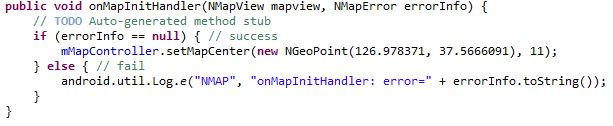 public void onMapInitHandler(NMapView mapview, NMapError errorInfo) {
// TODO Auto-generated method stub
if (errorInfo == null) { // success
mMapController.setMapCenter(new NGeoPoint(126.978371, 37.5666091), 11);
} else { // fail
android.util.Log.e("NMAP", "onMapInitHandler: error=" + errorInfo.toString());
}
}